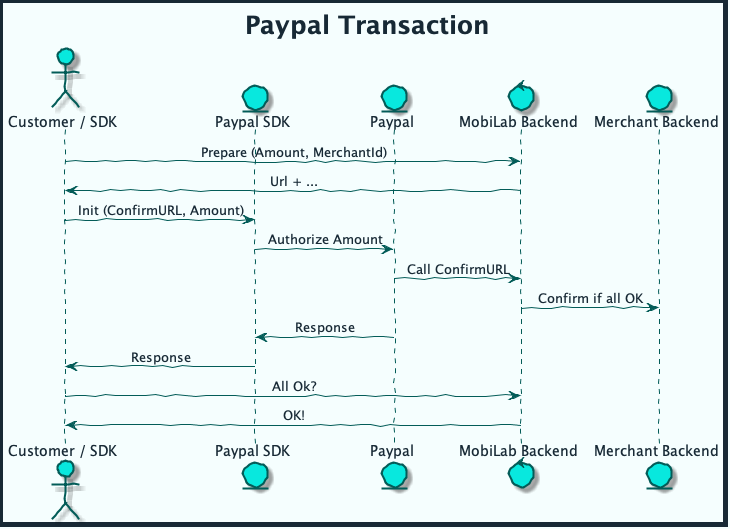 Paypal Transaction
Customer / SDK
Paypal SDK
Paypal
MobiLab Backend
Merchant Backend
Prepare (Amount, MerchantId)
Url + ...
Init (ConfirmURL, Amount)
Authorize Amount
Call ConfirmURL
Confirm if all OK
Response
Response
All Ok?
OK!
Customer / SDK
Paypal SDK
Paypal
MobiLab Backend
Merchant Backend